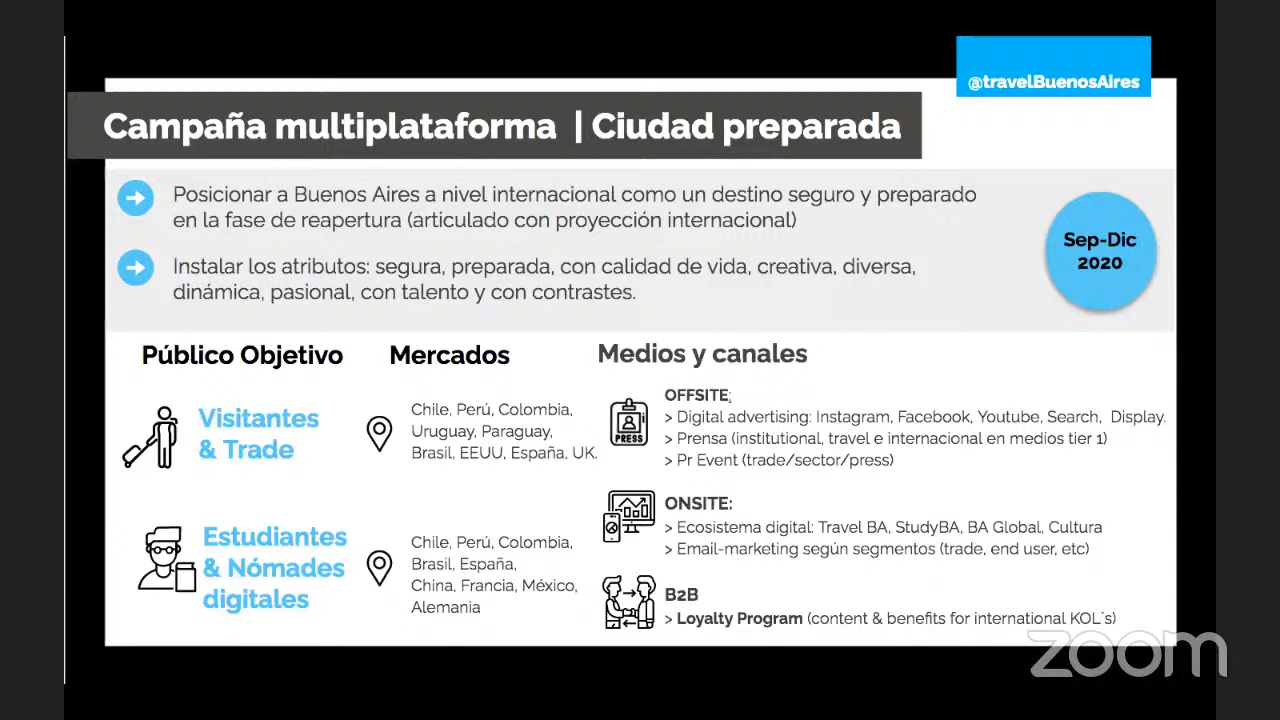 @travelBuenosAires
Campaña multiplataforma | Ciudad preparada
Posicionar a Buenos Aires a nivel internacional como un destino seguro y preparado
en la fase de reapertura (articulado con proyección internacional)
Instalar los atributos: segura, preparada, con calidad de vida, creativa, diversa,
dinámica, pasional, con talento y con contrastes.
Sep-Dic
2020
Público Objetivo
Mercados
Medios y canales
Visitantes
& Trade
Chile, Perú, Colombia,
Uruguay, Paraguay,
Brasil, EEUU, España, UK.
PRESS
OFFSITE:
> Digital advertising: Instagram, Facebook, Youtube, Search, Display.
> Prensa (institutional, travel e internacional en medios tier 1)
> Pr Event (trade/sector/press)
Estudiantes
& Nómades
digitales
Chile, Perú, Colombia,
Brasil, España,
China, Francia, México,
Alemania
ONSITE:
> Ecosistema digital: Travel BA, StudyBA, BA Global, Cultura
> Email-marketing según segmentos (trade, end user, etc)
B2B
> Loyalty Program (content & benefits for international KOL´s)
zoom